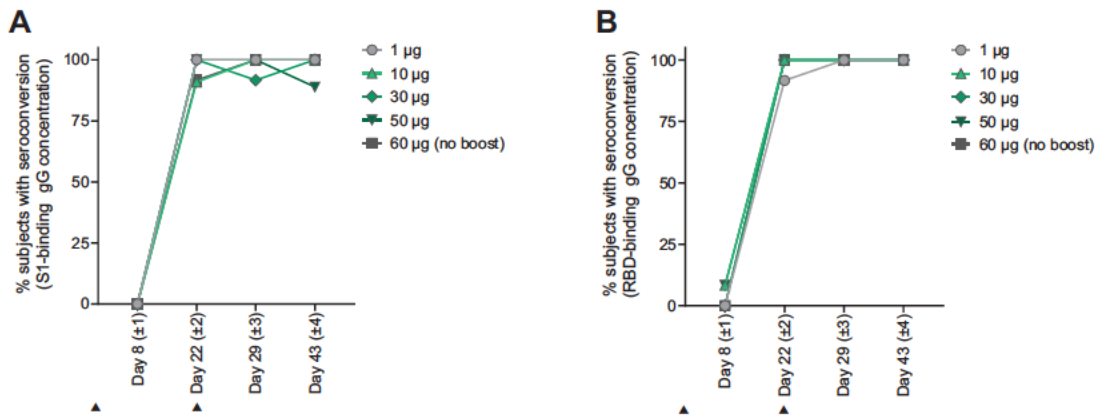 A
% subjects with seroconversion
(S1-binding gG concentration)
100
75
50
25
0
Day 8 (±1)
Day 22 (±2)
Day 29 (±3)
Day 43 (±4)
1 µg
10 µg
30 µg
50 µg
60 µg (no boost)
B
% subjects with seroconversion
(RBD-binding gG concentration)
100
75
50
25
0
Day 8 (±1)
Day 22 (±2)
Day 29 (±3)
Day 43 (±4)
1 µg
10 µg
30 µg
50 µg
60 µg (no boost)